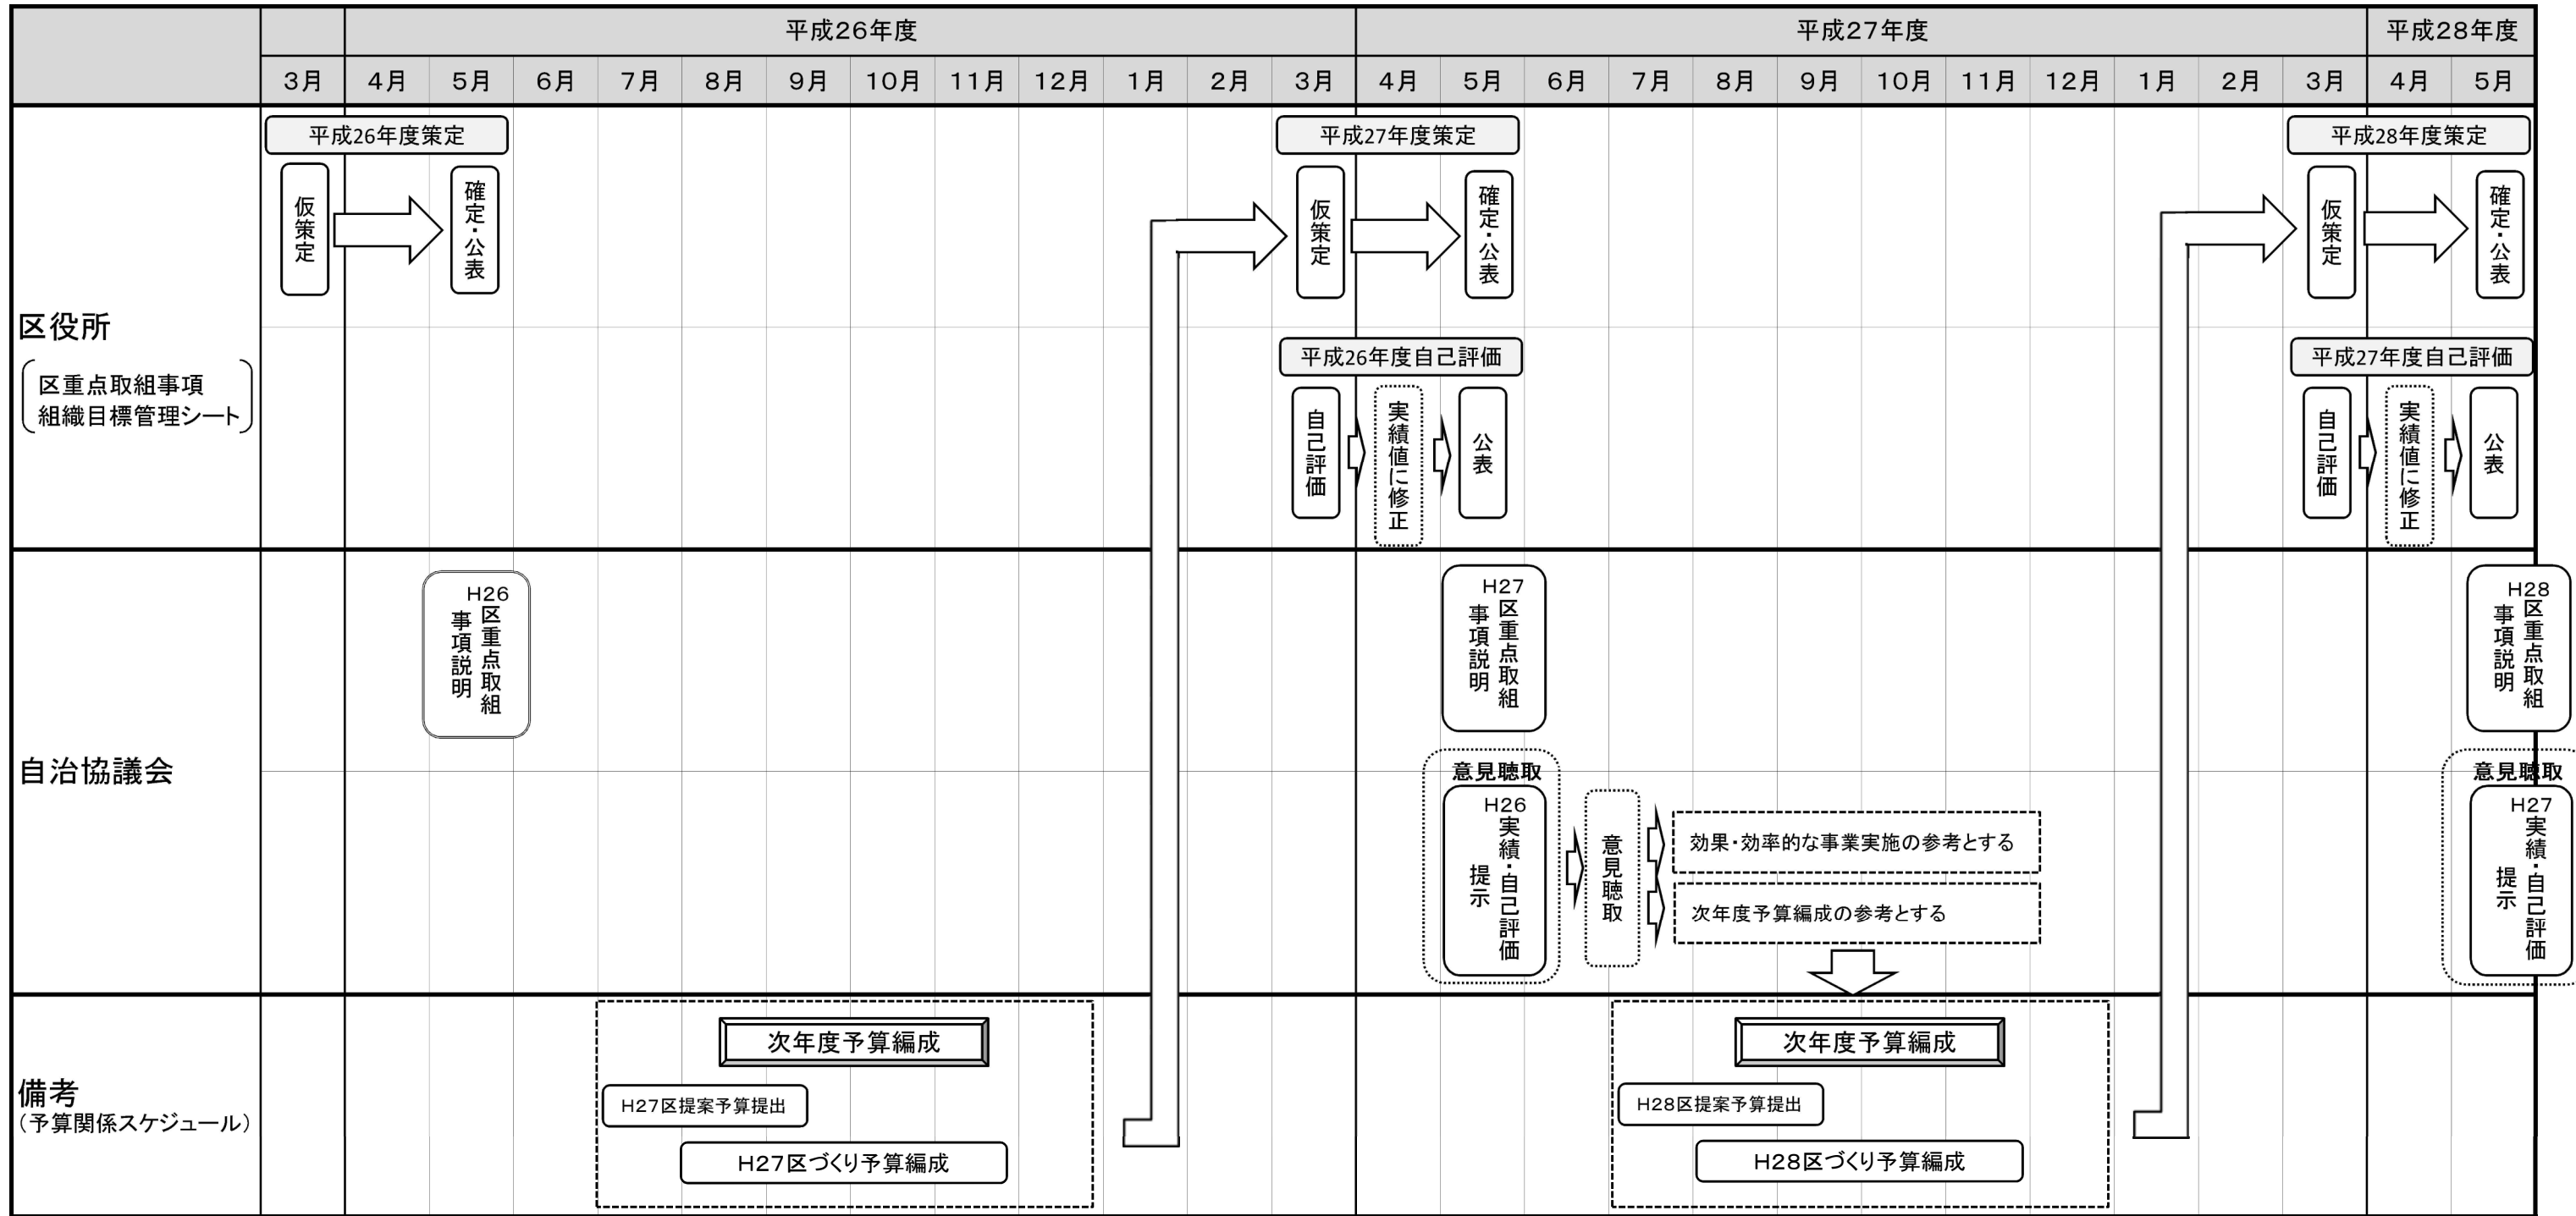 平成26年度
平成27年度
平成28年度
3月 4月 5月 6月 7月 8月 9月 10月 11月 12月 1月 2月 3月 4月 5月 6月 7月 8月 9月 10月 11月 12月 1月 2月 3月 4月 5月
区役所
区重点取組事項
組織目標管理シート
平成26年度策定
仮策定
確定・公表
平成27年度策定
仮策定
確定・公表
平成28年度策定
仮策定
確定・公表
平成26年度自己評価
自己評価
実績値に修正
公表
平成27年度自己評価
自己評価
実績値に修正
公表
自治協議会
H26
区重点取組
事項説明
H27
区重点取組
事項説明
H28
区重点取組
事項説明
意見聴取
H26
実績・自己評価
提示
意見聴取
効果・効率的な事業実施の参考とする
次年度予算編成の参考とする
意見聴取
H27
実績・自己評価
提示
備考
（予算関係スケジュール）
次年度予算編成
H27区提案予算提出
H27区づくり予算編成
次年度予算編成
H28区提案予算提出
H28区づくり予算編成